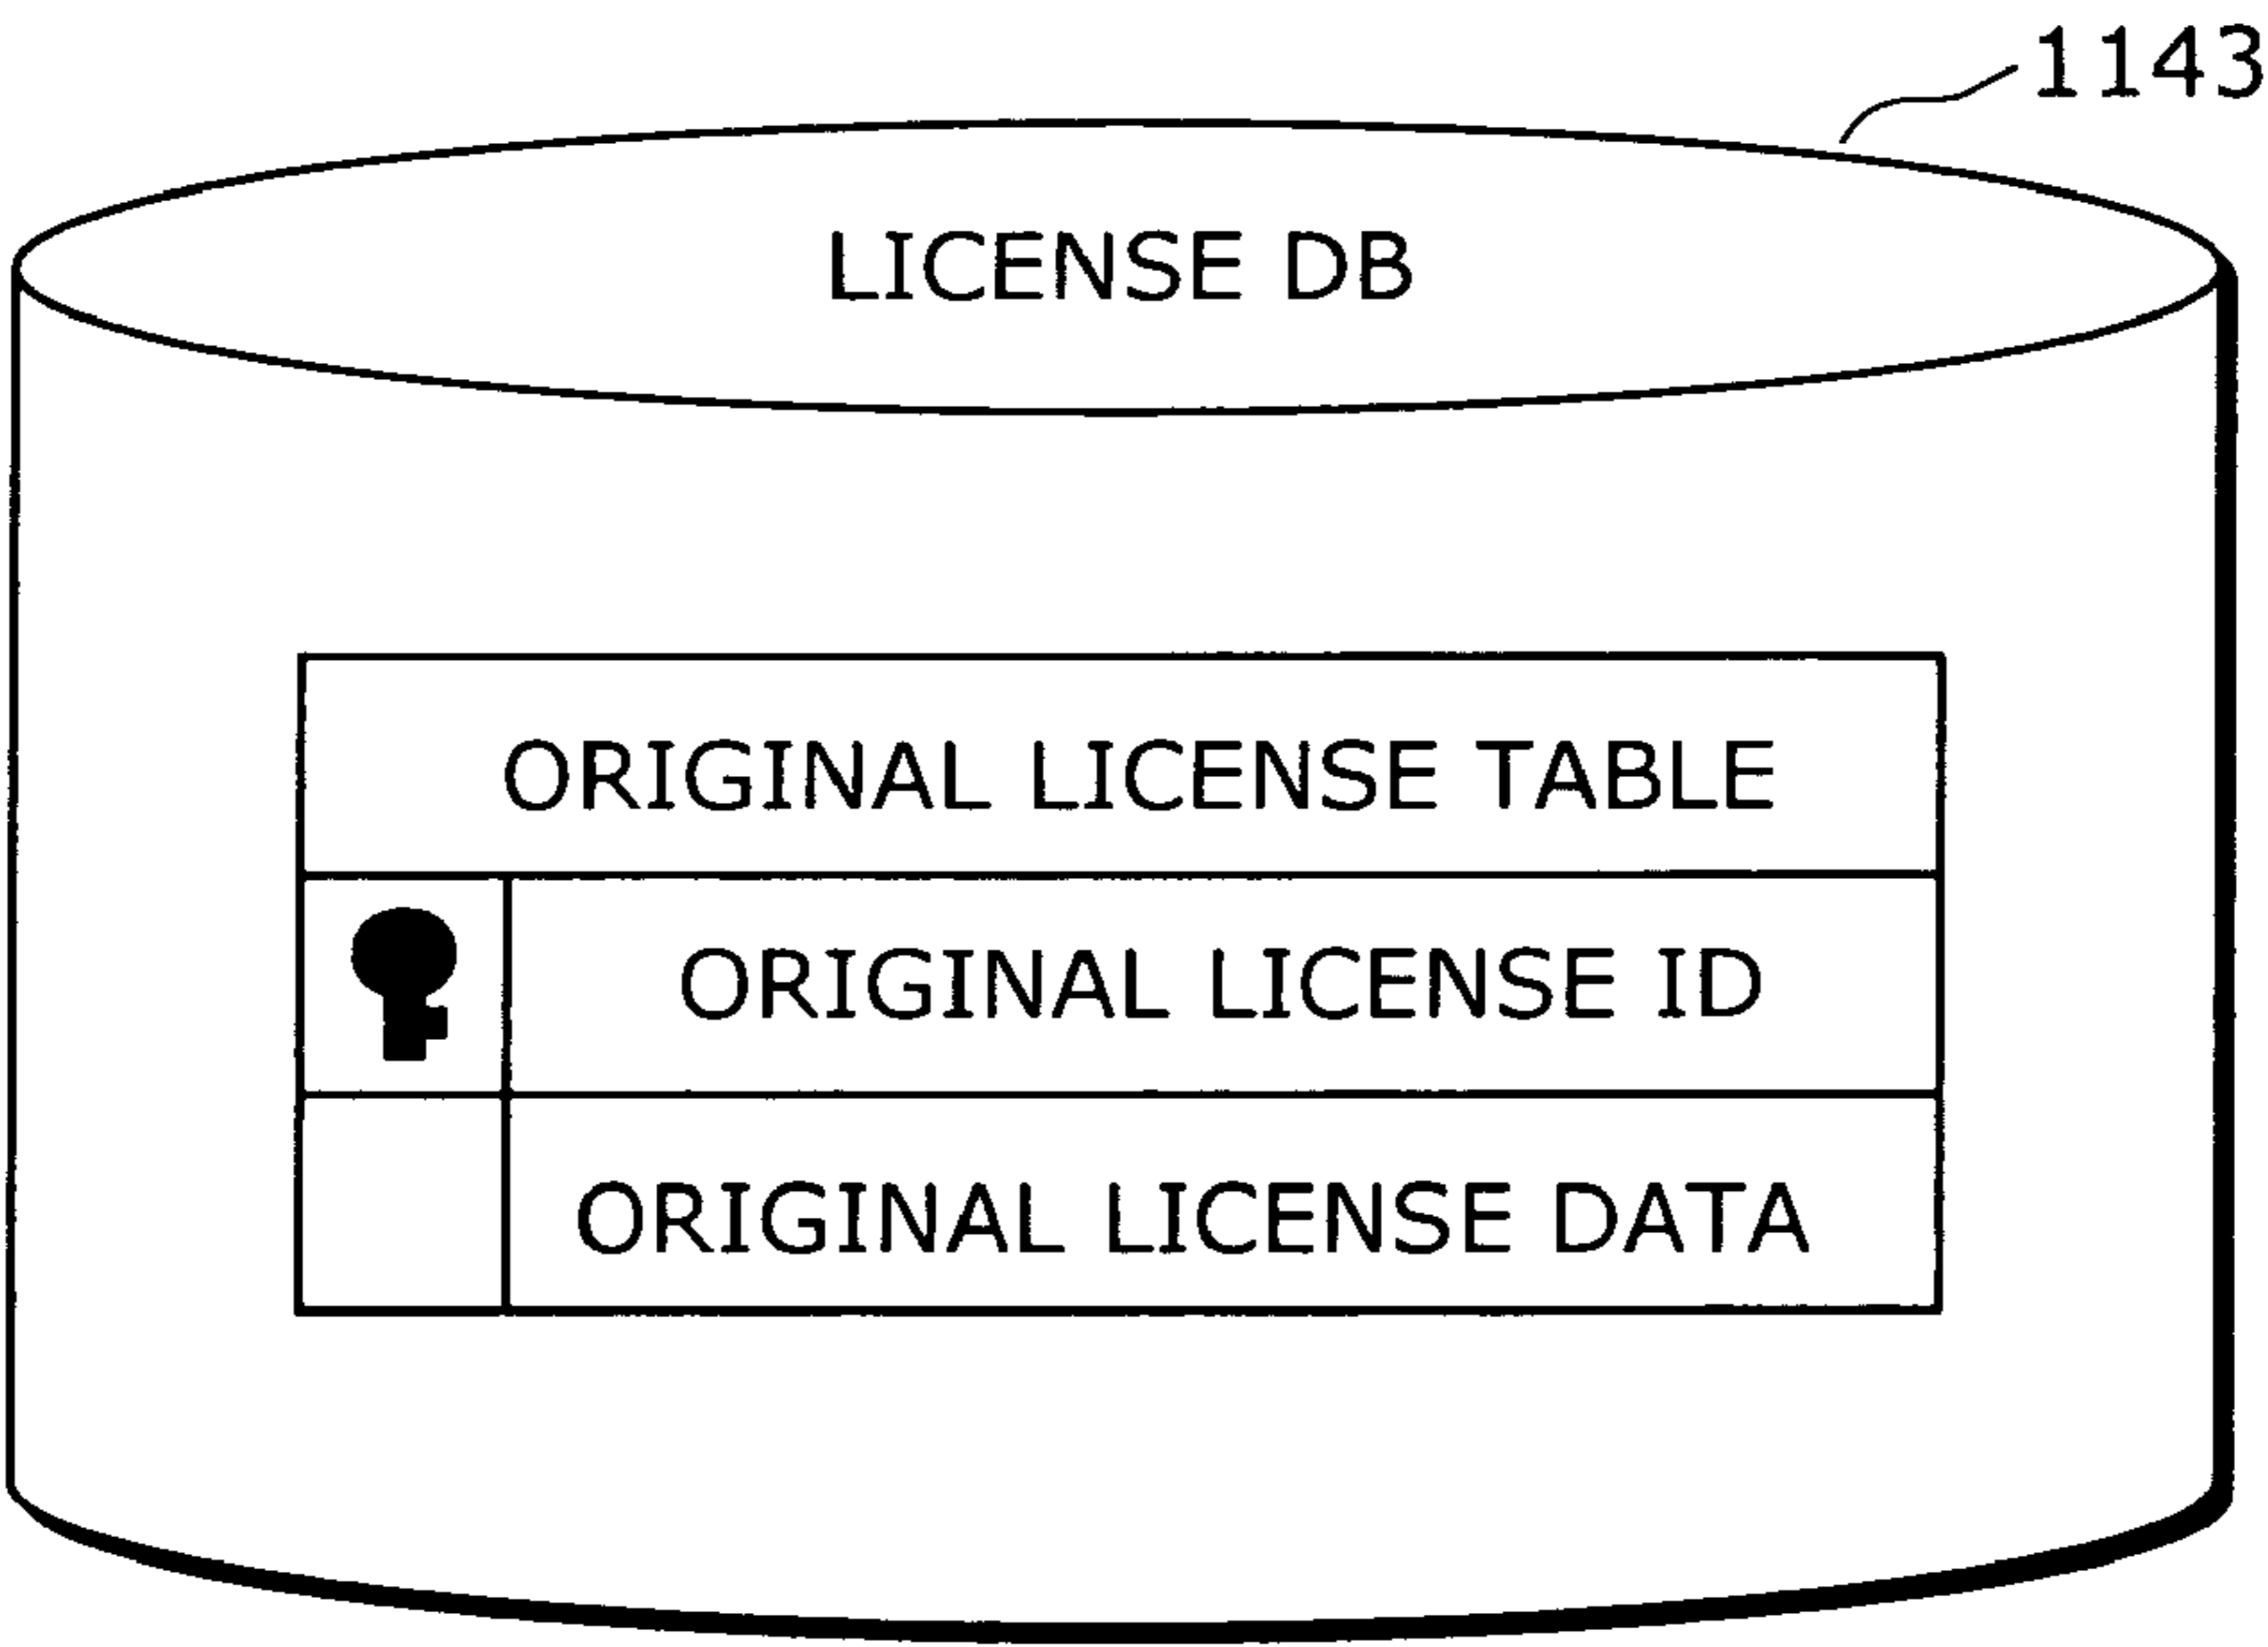 1143
LICENSE DB
ORIGINAL LICENSE TABLE
ORIGINAL LICENSE ID
ORIGINAL LICENSE DATA